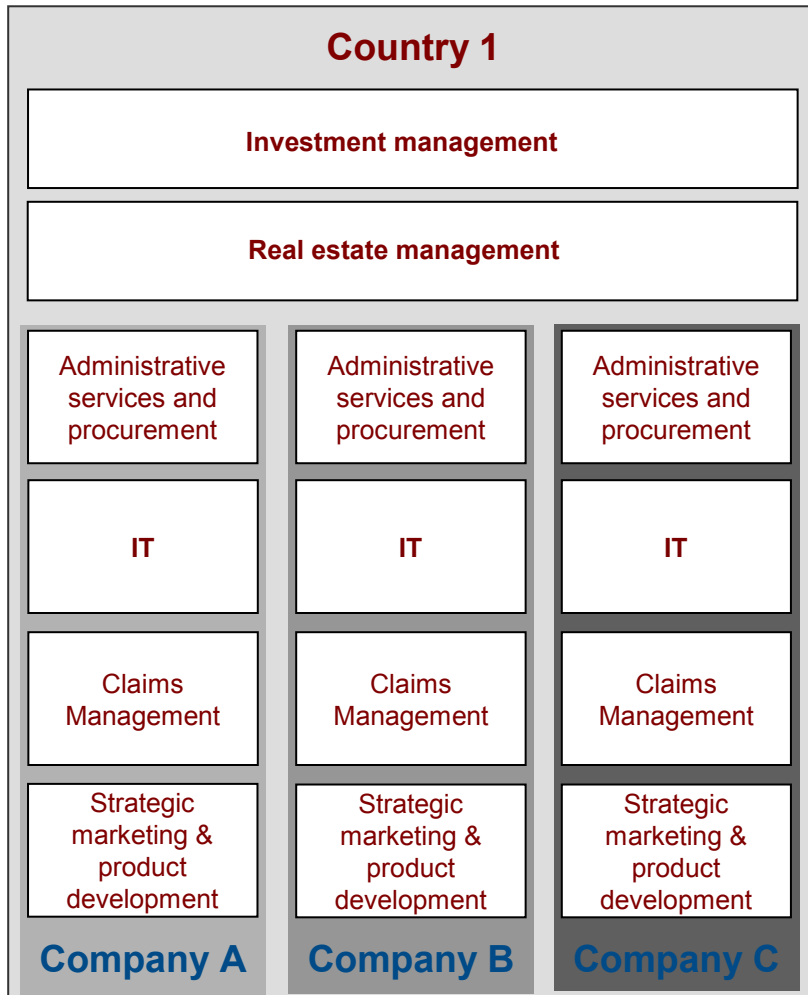 Country 1
Investment management
Real estate management
Administrative
services and
procurement
Administrative
services and
procurement
Administrative
services and
procurement
IT
IT
IT
Claims
Management
Claims
Management
Claims
Management
Strategic
marketing &
product
development
Strategic
marketing &
product
development
Strategic
marketing &
product
development
Company A
Company B
Company C